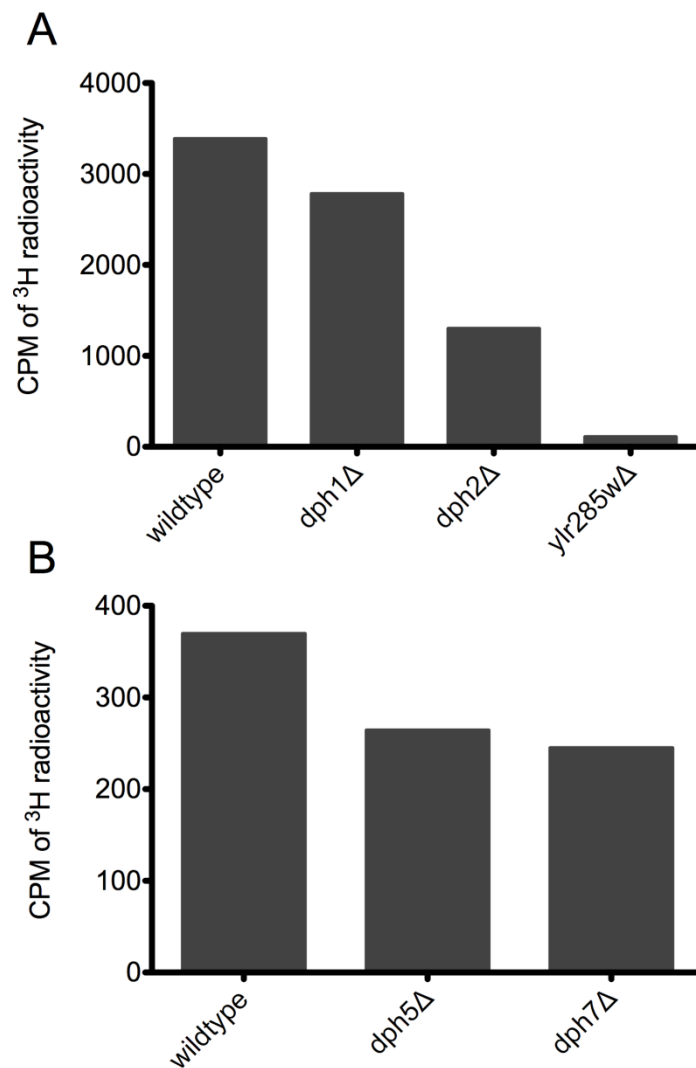 A
CPM of ³H radioactivity
4000
3000
2000
1000
0
wildtype
dph1Δ
dph2Δ
ylr285wΔ
B
CPM of ³H radioactivity
400
300
200
100
0
wildtype
dph5Δ
dph7Δ